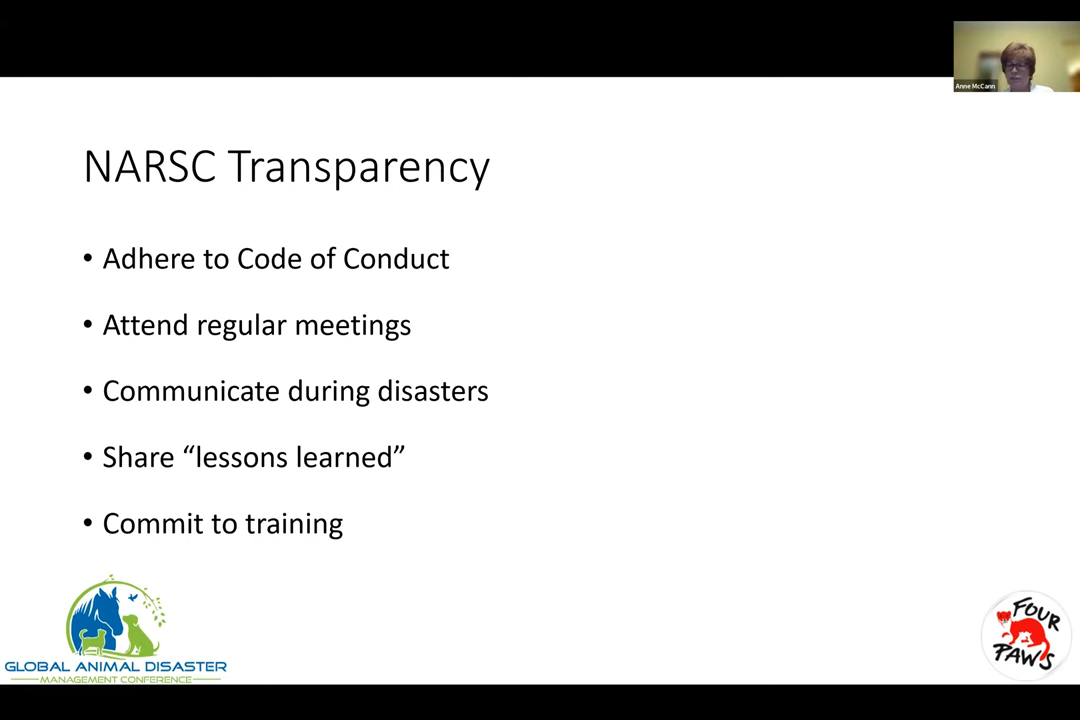 Anne McCann
NARSC Transparency
• Adhere to Code of Conduct
• Attend regular meetings
• Communicate during disasters
• Share “lessons learned”
• Commit to training
GLOBAL ANIMAL DISASTER
MANAGEMENT CONFERENCE
FOUR
PAWS